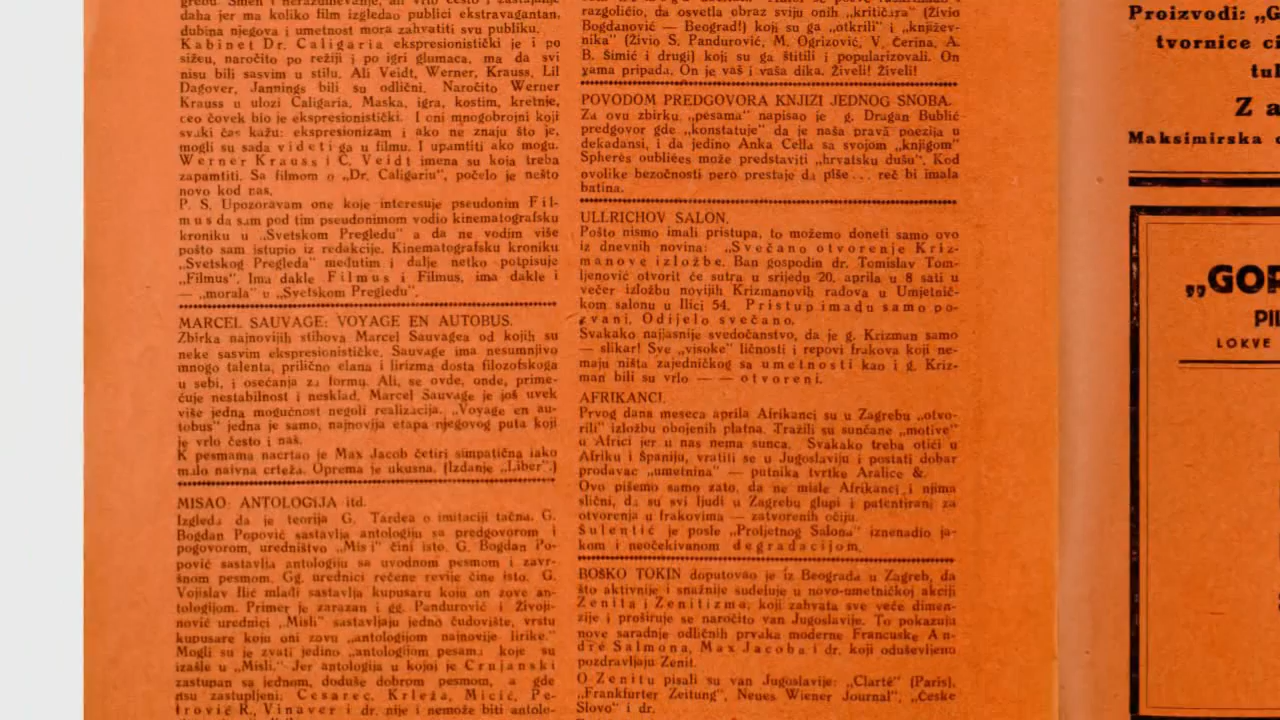 grebu. Smeh i nerazumevanje, ali vrlo često i zastajanje
daha jer ma koliko film izgledao publici ekstravagantan,
dubina njegova i umetnost mora zahvatiti svu publiku.
Kabinet Dr. Caligaria ekspresionistički je i po
sižeu, naročito po režiji i po igri glumaca, ma da svi
nisu bili sasvim u stilu. Ali Veidt, Werner, Krauss, Lil
Dagover, Jannings bili su odlični. Naročito Werner
Krauss u ulozi Caligaria, Maska, igra, kostim, kretnje,
ceo čovek bio je ekspresionistički. I oni mnogobrojni koji
svaki čas kažu: ekspresionizam i ako ne znaju što je,
mogli su sada videti ga u filmu. I upamtiti ako mogu.
Werner Krauss i C. Veidt imena su koja treba
zapamtiti. Sa filmom o „Dr. Caligariu“, počelo je nešto
novo kod nas.
P. S. Upozoravam one koje interesuje pseudonim Fil-
mus da sam pod tim pseudonimom vodio kinematografsku
kroniku u „Svetskom Pregledu“ a da ne vodim više
pošto sam istupio iz redakcije. Kinematografsku kroniku
„Svetskog Pregleda“ međutim i dalje netko potpisuje
„Filmus“. Ima dakle Filmus i Filmus, ima dakle i
— „morala“ u „Svetskom Pregledu“.
MARCEL SAUVAGE: VOYAGE EN AUTOBUS.
Zbirka najnovijih stihova Marcel Sauvagea od kojih su
neke sasvim ekspresionističke. Sauvage ima nesumnjivo
mnogo talenta, prilično elana i lirizma dosta filozofskoga
u sebi, i osećanja za formu. Ali, se ovde, onde, prime-
ćuje nestabilnost i nesklad. Marcel Sauvage je još uvek
više jedna mogućnost negoli realizacija. „Voyage en au-
tobus“ jedna je samo, najnovija etapa njegovog puta koji
je vrlo često i naš.
K pesmama nacrtao je Max Jacob četiri simpatična iako
malo naivna crteža. Oprema je ukusna. (Izdanje „Liber“.)
MISAO: ANTOLOGIJA itd.
Izgleda da je teorija G. Tardea o imitaciji tačna. G.
Bogdan Popović sastavlja antologiju sa predgovorom i
pogovorom, uredništvo „Misli“ čini isto. G. Bogdan Po-
pović sastavlja antologiju sa uvodnom pesmom i završ-
šnom pesmom. Gg. urednici rečene revije čine isto. G.
Vojislav Ilić mlađi sastavlja kupusaru koju on zove an-
tologijom. Primer je zarazan i gg. Pandurović i Živoji-
nović urednici „Misli“ sastavljaju jedno čudovište, vrstu
kupusare koju oni zovu „antologijom najnovije lirike.“
Mogli su je zvati jedino „antologijom pesama koje su
izašle u „Misli.“ Jer antologija u kojoj je Crnjanski
zastupan sa jednom, doduše dobrom pesmom, a gde
nisu zastupljeni: Cesarec, Krleža, Micić, Pe-
trović R., Vinaver i dr. nije i nemože biti antolo-
razgolićio, da osvetla obraz sviju onih „kritičara“ (Živio
Bogdanović — Beograd!) koji su ga „otkrili“ i „književ-
nika“ (Živio S. Pandurović, M. Ogrizović, V. Čerina, A.
B. Šimić i drugi) koji su ga štitili i popularizovali. On
vama pripada. On je vaš i vaša dika. Živeli! Živeli!
POVODOM PREDGOVORA KNJIZI JEDNOG SNOBA.
Za ovu zbirku „pesama“ napisao je g. Dragan Bublić
predgovor gde „konstatuje“ da je naša prava poezija u
dekadansi, i da jedino Anka Cella sa svojom „knjigom“
Spheres oubliées može predstaviti „hrvatsku dušu“. Kod
ovolike bezočnosti pero prestaje da piše... reč bi imala
batina.
ULLRICHOV SALON.
Pošto nismo imali pristupa, to možemo doneti samo ovo
iz dnevnih novina: „Svečano otvorenje Kriz-
manove izložbe. Ban gospodin dr. Tomislav Tom-
ljenović otvorit će sutra u srijedu 20. aprila u 8 sati u
večer izložbu novijih Krizmanovih radova u Umjetnič-
kom salonu u Ilici 54. Pristup imadu samo po-
zvani. Odijelo svečano.
Svakako najjasnije svedočanstvo, da je g. Krizman samo
— slikar! Sve „visoke“ ličnosti i repovi frakova koji ne-
maju ništa zajedničkog sa umetnosti kao i g. Kriz-
man bili su vrlo — — otvoreni.
AFRIKANCI.
Prvog dana meseca aprila Afrikanci su u Zagrebu „otvo-
rili“ izložbu obojenih platna. Tražili su sunčane „motive“
u Africi jer u nas nema sunca. Svakako treba otići u
Afriku i Španiju, vratiti se u Jugoslaviju i postati dobar
prodavac „umetnina“ — putnika tvrtke Aralice &.
Ovo pišemo samo zato, da ne misle Afrikanci i njima
slični, da su svi ljudi u Zagrebu glupi i patentirani za
otvorenja u frakovima — zatvorenih očiju.
Šulentić je posle „Proljetnog Salona“ iznenadio ja-
kom i neočekivanom degradacijom.
BOŠKO TOKIN doputovao je iz Beograda u Zagreb, da
što aktivnije i snažnije sudeluje u novo-umetničkoj akciji
Zenita i Zenitizma, koji zahvata sve veće dimen-
zije i proširuje se naročito van Jugoslavije. To pokazuju
nove saradnje odličnih prvaka moderne Francuske An-
dré Salmona, Max Jacoba i dr. koji oduševljeno
pozdravljaju Zenit.
O Zenitu pisali su van Jugoslavije: „Clarté“ (Paris),
„Frankfurter Zeitung“, Neues Wiener Journal“, „Češke
Slovo“ i dr.
Proizvodi: „G
tvornice ci
tul
Za
Maksimirska
„GOR
PIL
LOKVE